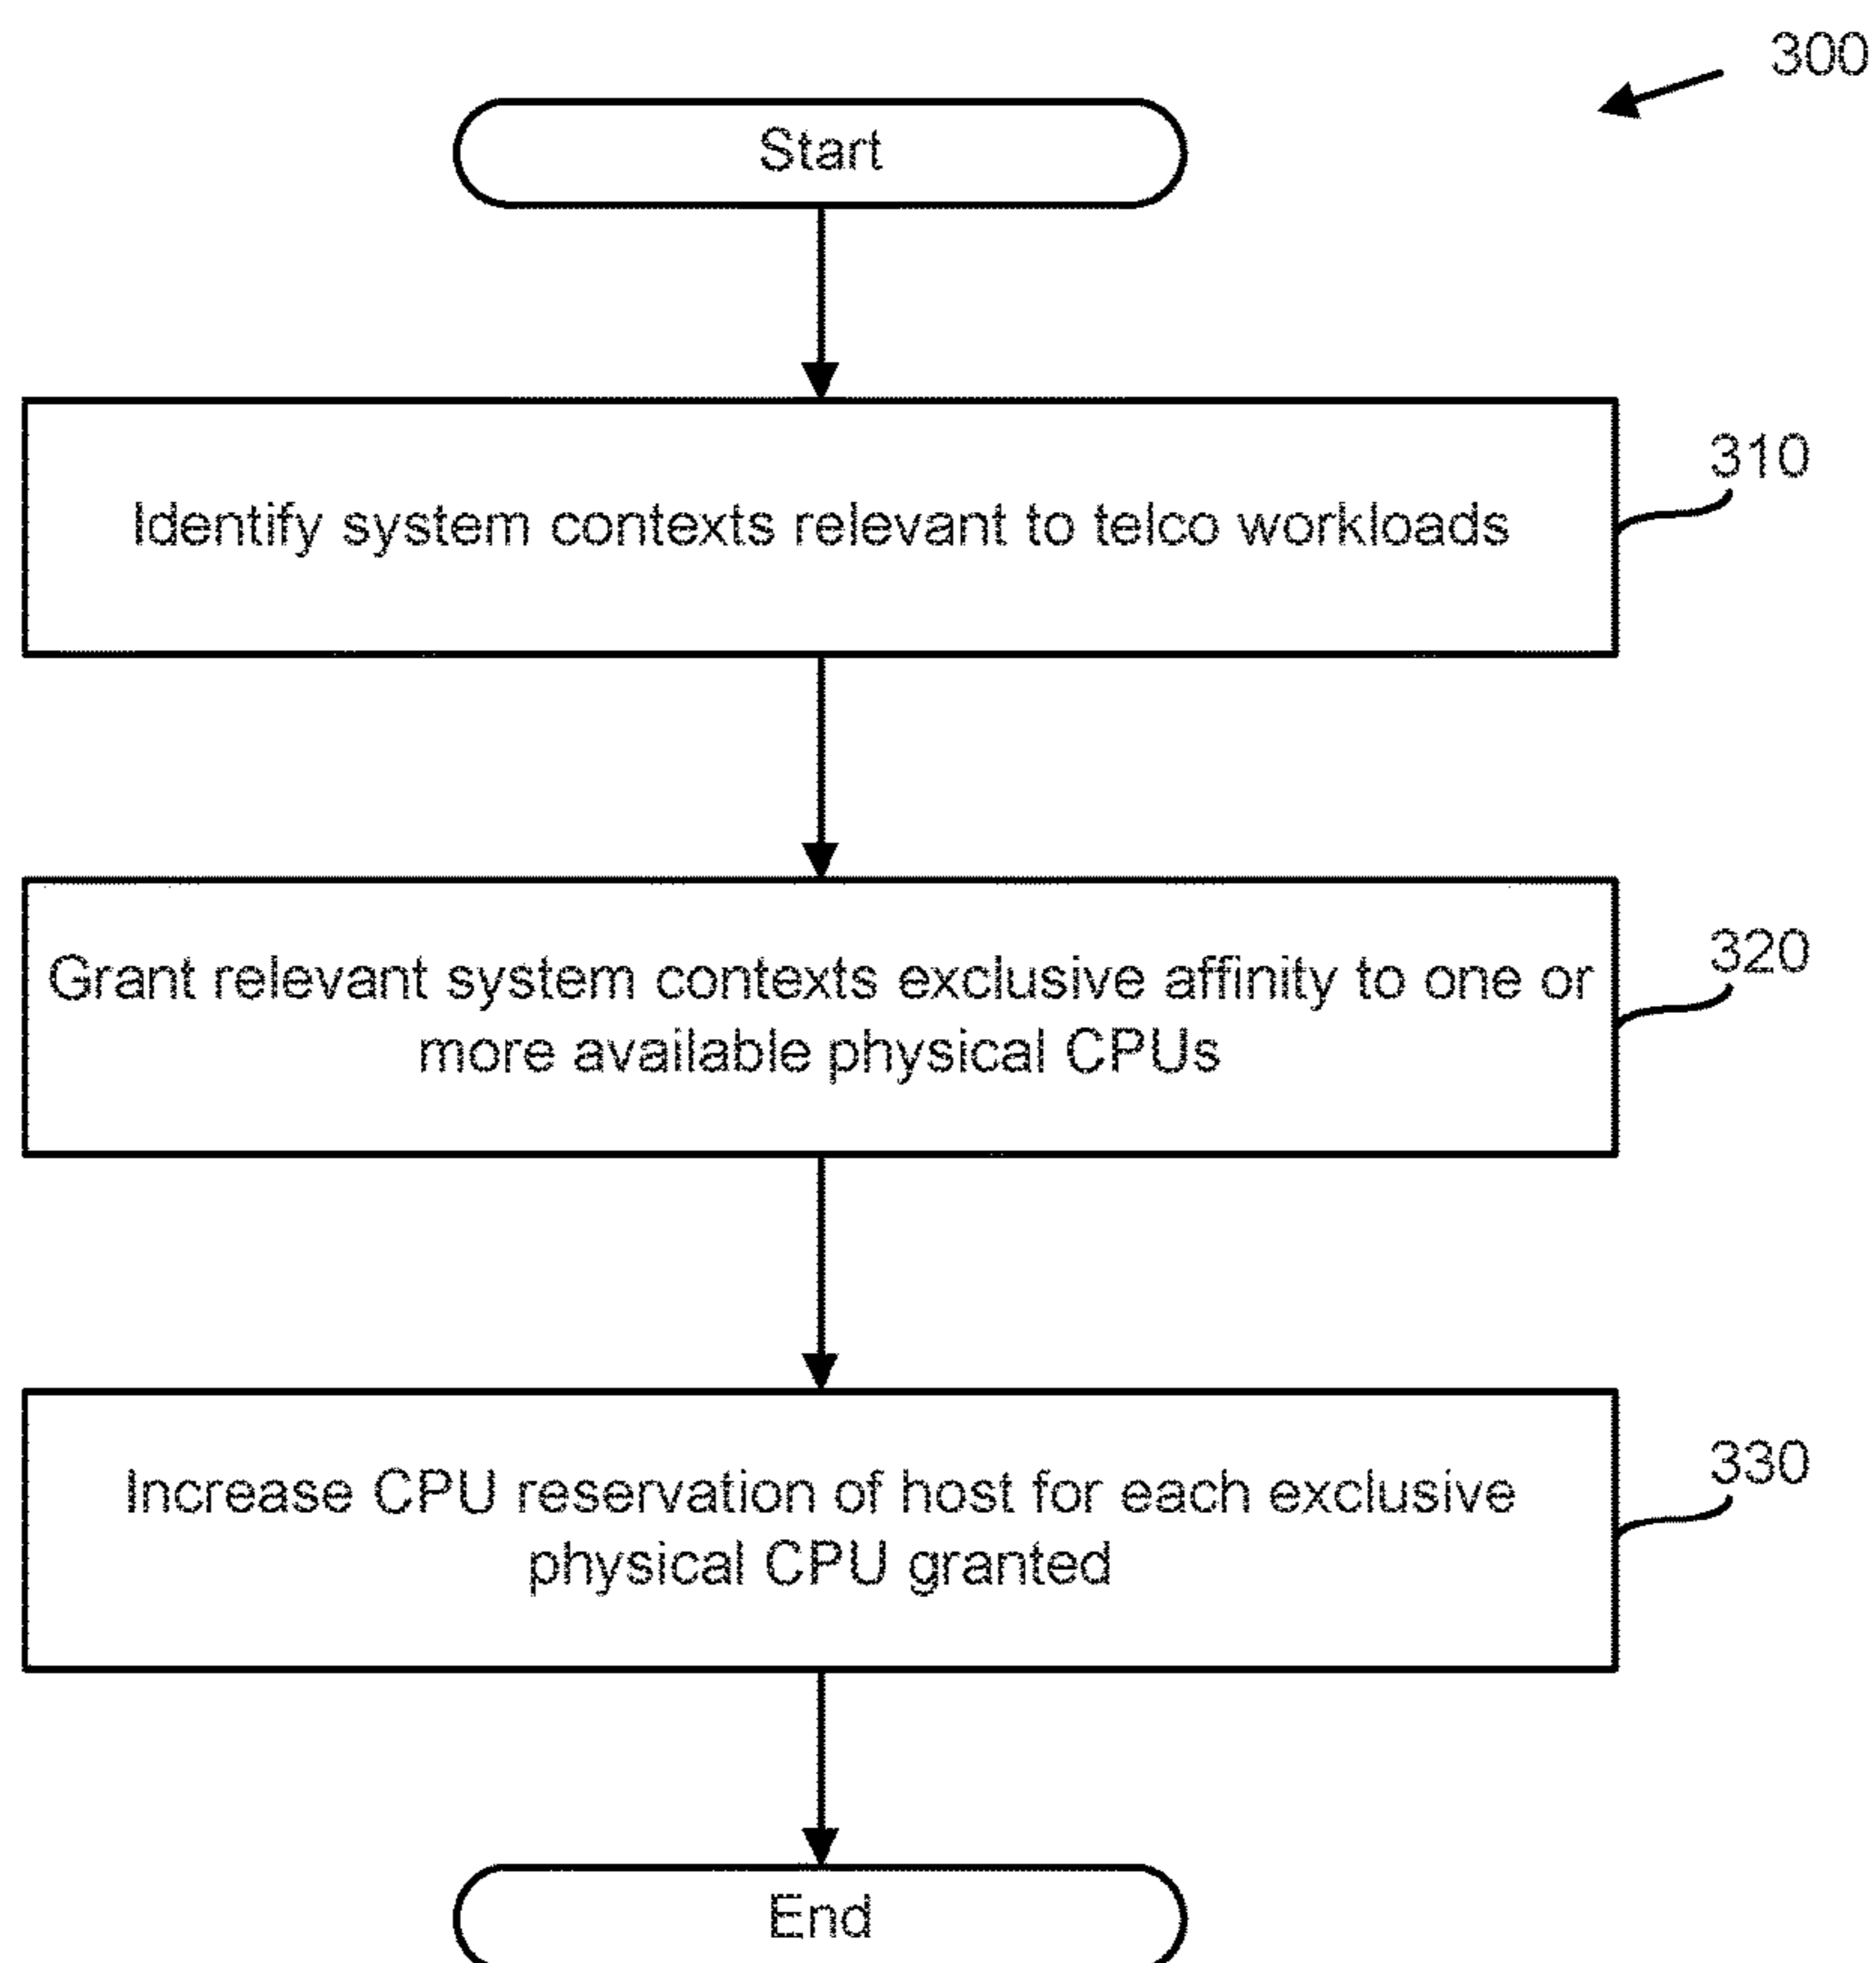 300
Start
310
Identify system contexts relevant to telco workloads
320
Grant relevant system contexts exclusive affinity to one or
more available physical CPUs
330
Increase CPU reservation of host for each exclusive
physical CPU granted
End